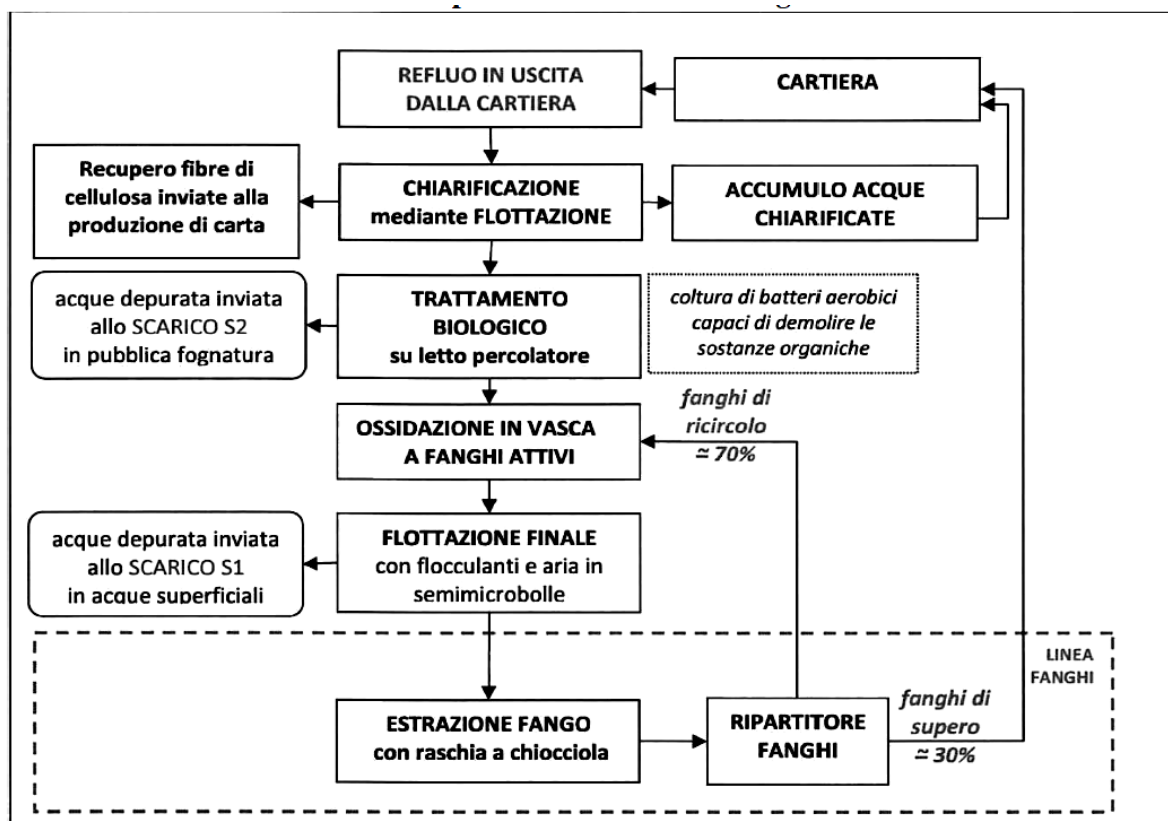 REFLUO IN USCITA
DALLA CARTIERA
CARTIERA
Recupero fibre di
cellulosa inviate alla
produzione di carta
CHIARIFICAZIONE
mediante FLOTTAZIONE
ACCUMULO ACQUE
CHIARIFICATE
acque depurata inviata
allo SCARICO S2
in pubblica fognatura
TRATTAMENTO
BIOLOGICO
su letto percolatore
coltura di batteri aerobici
capaci di demolire le
sostanze organiche
OSSIDAZIONE IN VASCA
A FANGHI ATTIVI
fanghi di
ricircolo
≃ 70%
acque depurata inviata
allo SCARICO S1
in acque superficiali
FLOTTAZIONE FINALE
con flocculanti e aria in
semimicrobolle
LINEA
FANGHI
ESTRAZIONE FANGO
con raschia a chiocciola
RIPARTITORE
FANGHI
fanghi di
supero
≃ 30%